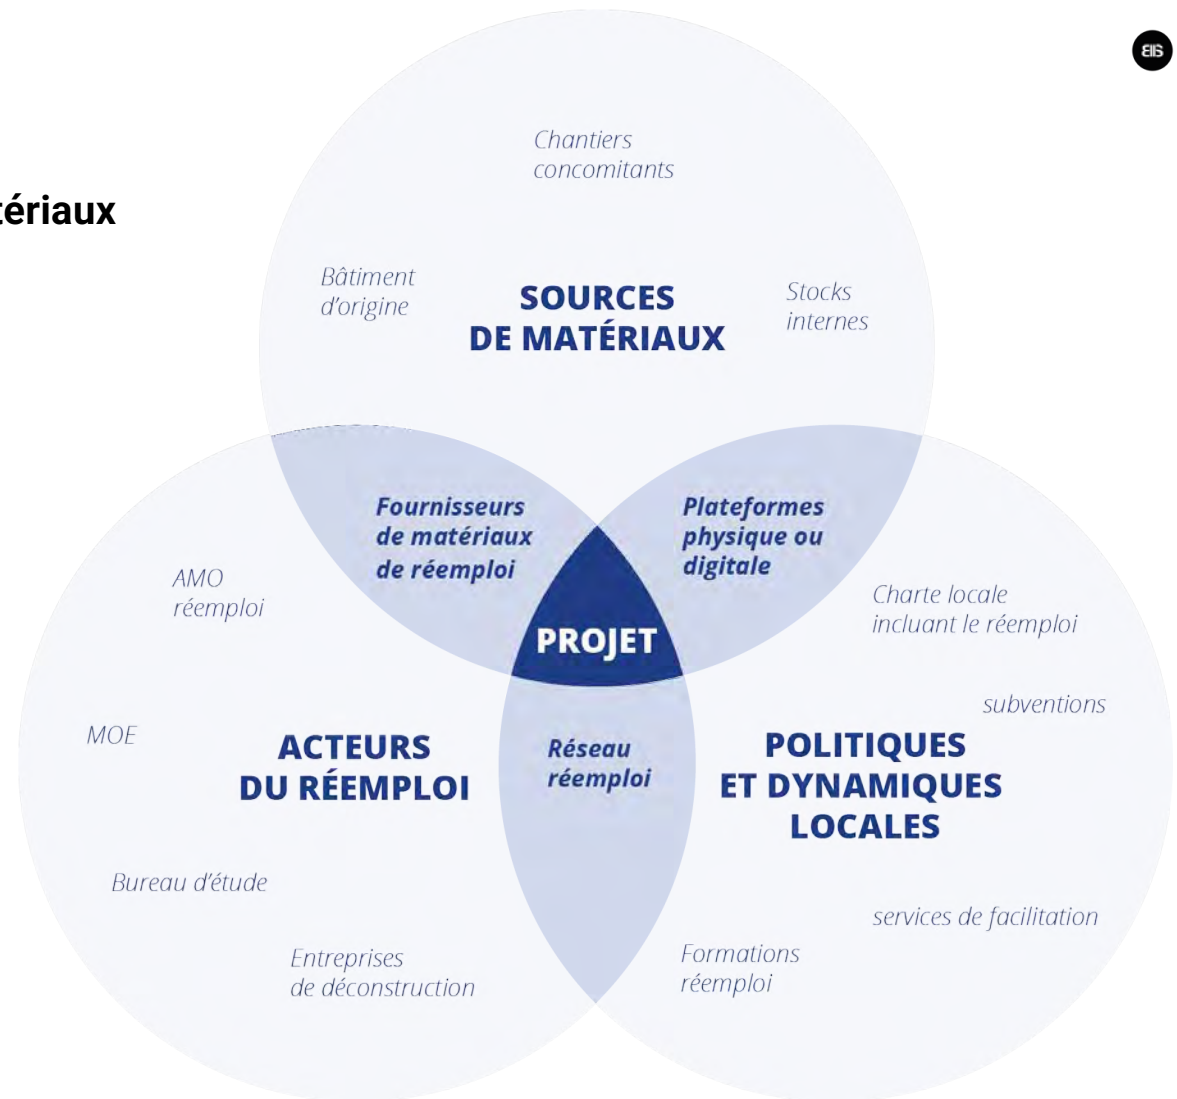 tériaux
Chantiers
concomitants
Bâtiment
d'origine
SOURCES
DE MATÉRIAUX
Stocks
internes
Fournisseurs
de matériaux
de réemploi
Plateformes
physique ou
digitale
AMO
réemploi
PROJET
Charte locale
incluant le réemploi
subventions
MOE
ACTEURS
DU RÉEMPLOI
Réseau
réemploi
POLITIQUES
ET DYNAMIQUES
LOCALES
Bureau d'étude
services de facilitation
Entreprises
de déconstruction
Formations
réemploi